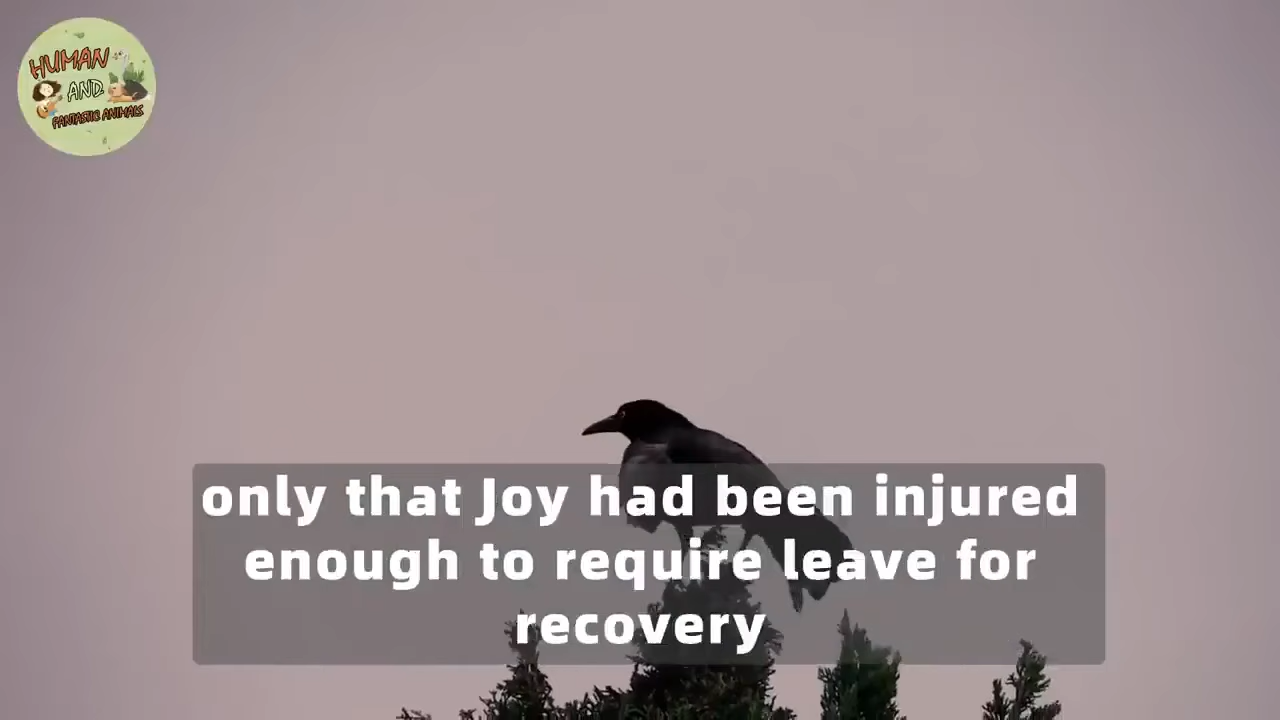 HUMAN
AND
FANTASTIC ANIMALS
only that Joy had been injured
enough to require leave for
recovery